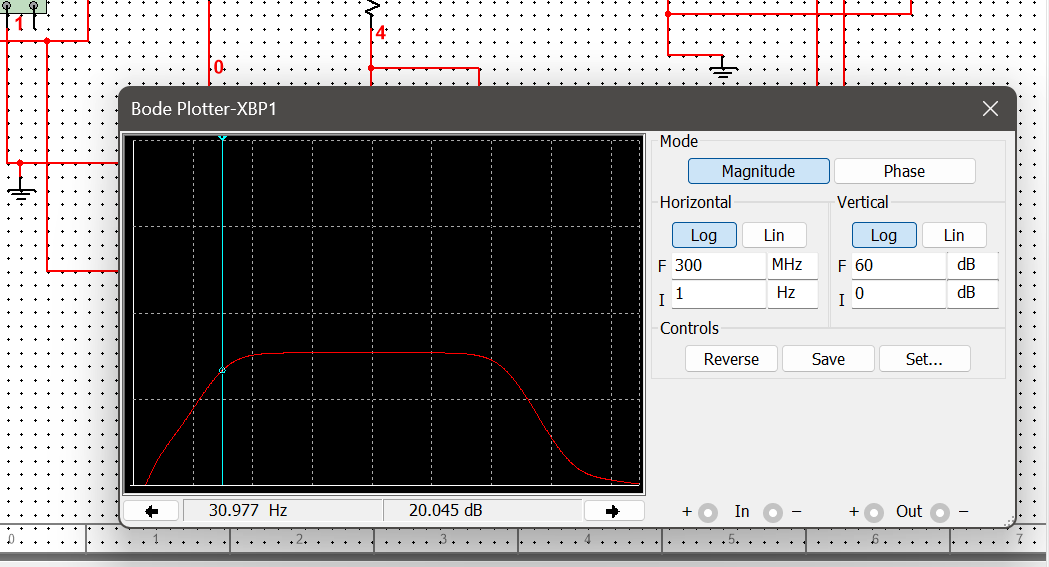 1
4
0
Bode Plotter-XBP1
Mode
Magnitude Phase
Horizontal Vertical
Log Lin Log Lin
F 300 MHz F 60 dB
I 1 Hz I 0 dB
Controls
Reverse Save Set...
30.977 Hz 20.045 dB
+ In − + Out −
0 1 2 3 4 5 6 7